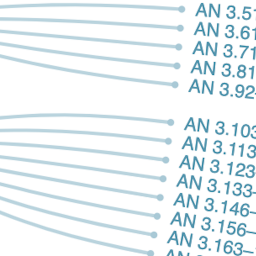 AN 3.51
AN 3.61
AN 3.71
AN 3.81
AN 3.92
AN 3.103
AN 3.113
AN 3.123
AN 3.133–
AN 3.146–
AN 3.156–
AN 3.163–